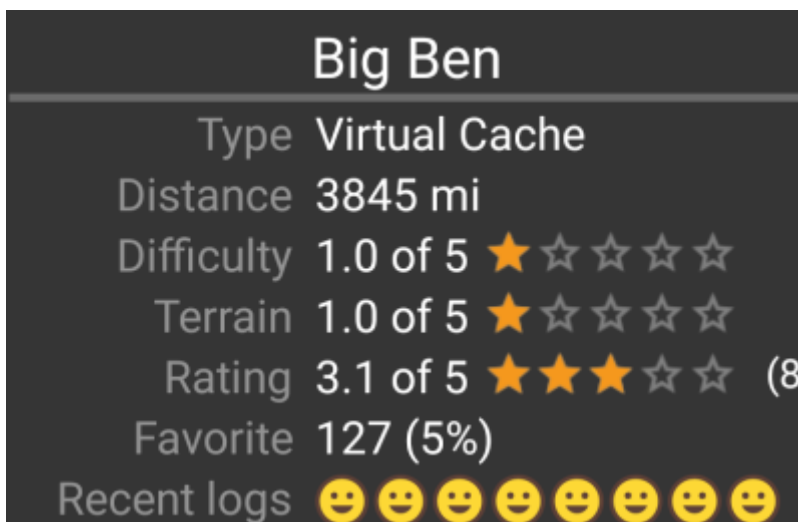 Big Ben
Type Virtual Cache
Distance 3845 mi
Difficulty 1.0 of 5
Terrain 1.0 of 5
Rating 3.1 of 5 (8
Favorite 127 (5%)
Recent logs